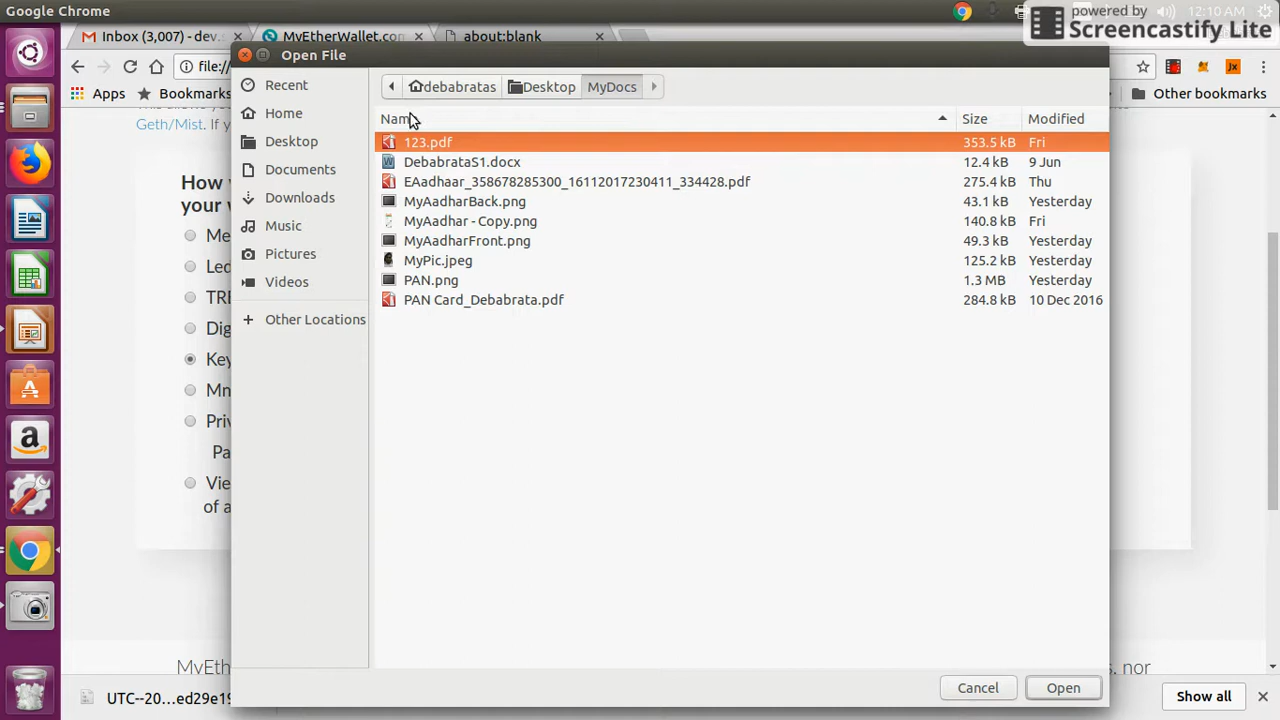 Google Chrome
12:10 AM
powered by
Screencastify Lite
Inbox (3,007) - dev.
MyEtherWallet.con
about:blank
Open File
file:/
Apps
Bookmarks
Other bookmarks
Recent
Home
Desktop
Documents
Downloads
Music
Pictures
Videos
Other Locations
debabratas
Desktop
MyDocs
Name
Size
Modified
123.pdf 353.5 kB Fri
DebabrataS1.docx 12.4 kB 9 Jun
EAadhaar_358678285300_16112017230411_334428.pdf 275.4 kB Thu
MyAadharBack.png 43.1 kB Yesterday
MyAadhar - Copy.png 140.8 kB Fri
MyAadharFront.png 49.3 kB Yesterday
MyPic.jpeg 125.2 kB Yesterday
PAN.png 1.3 MB Yesterday
PAN Card_Debabrata.pdf 284.8 kB 10 Dec 2016
Geth/Mist. If y
How
your w
Me
Led
TRE
Dig
Key
Mn
Priv
Pa
Vie
of a
MyEth
, nor
Cancel
Open
UTC--20...ed29e19
Show all